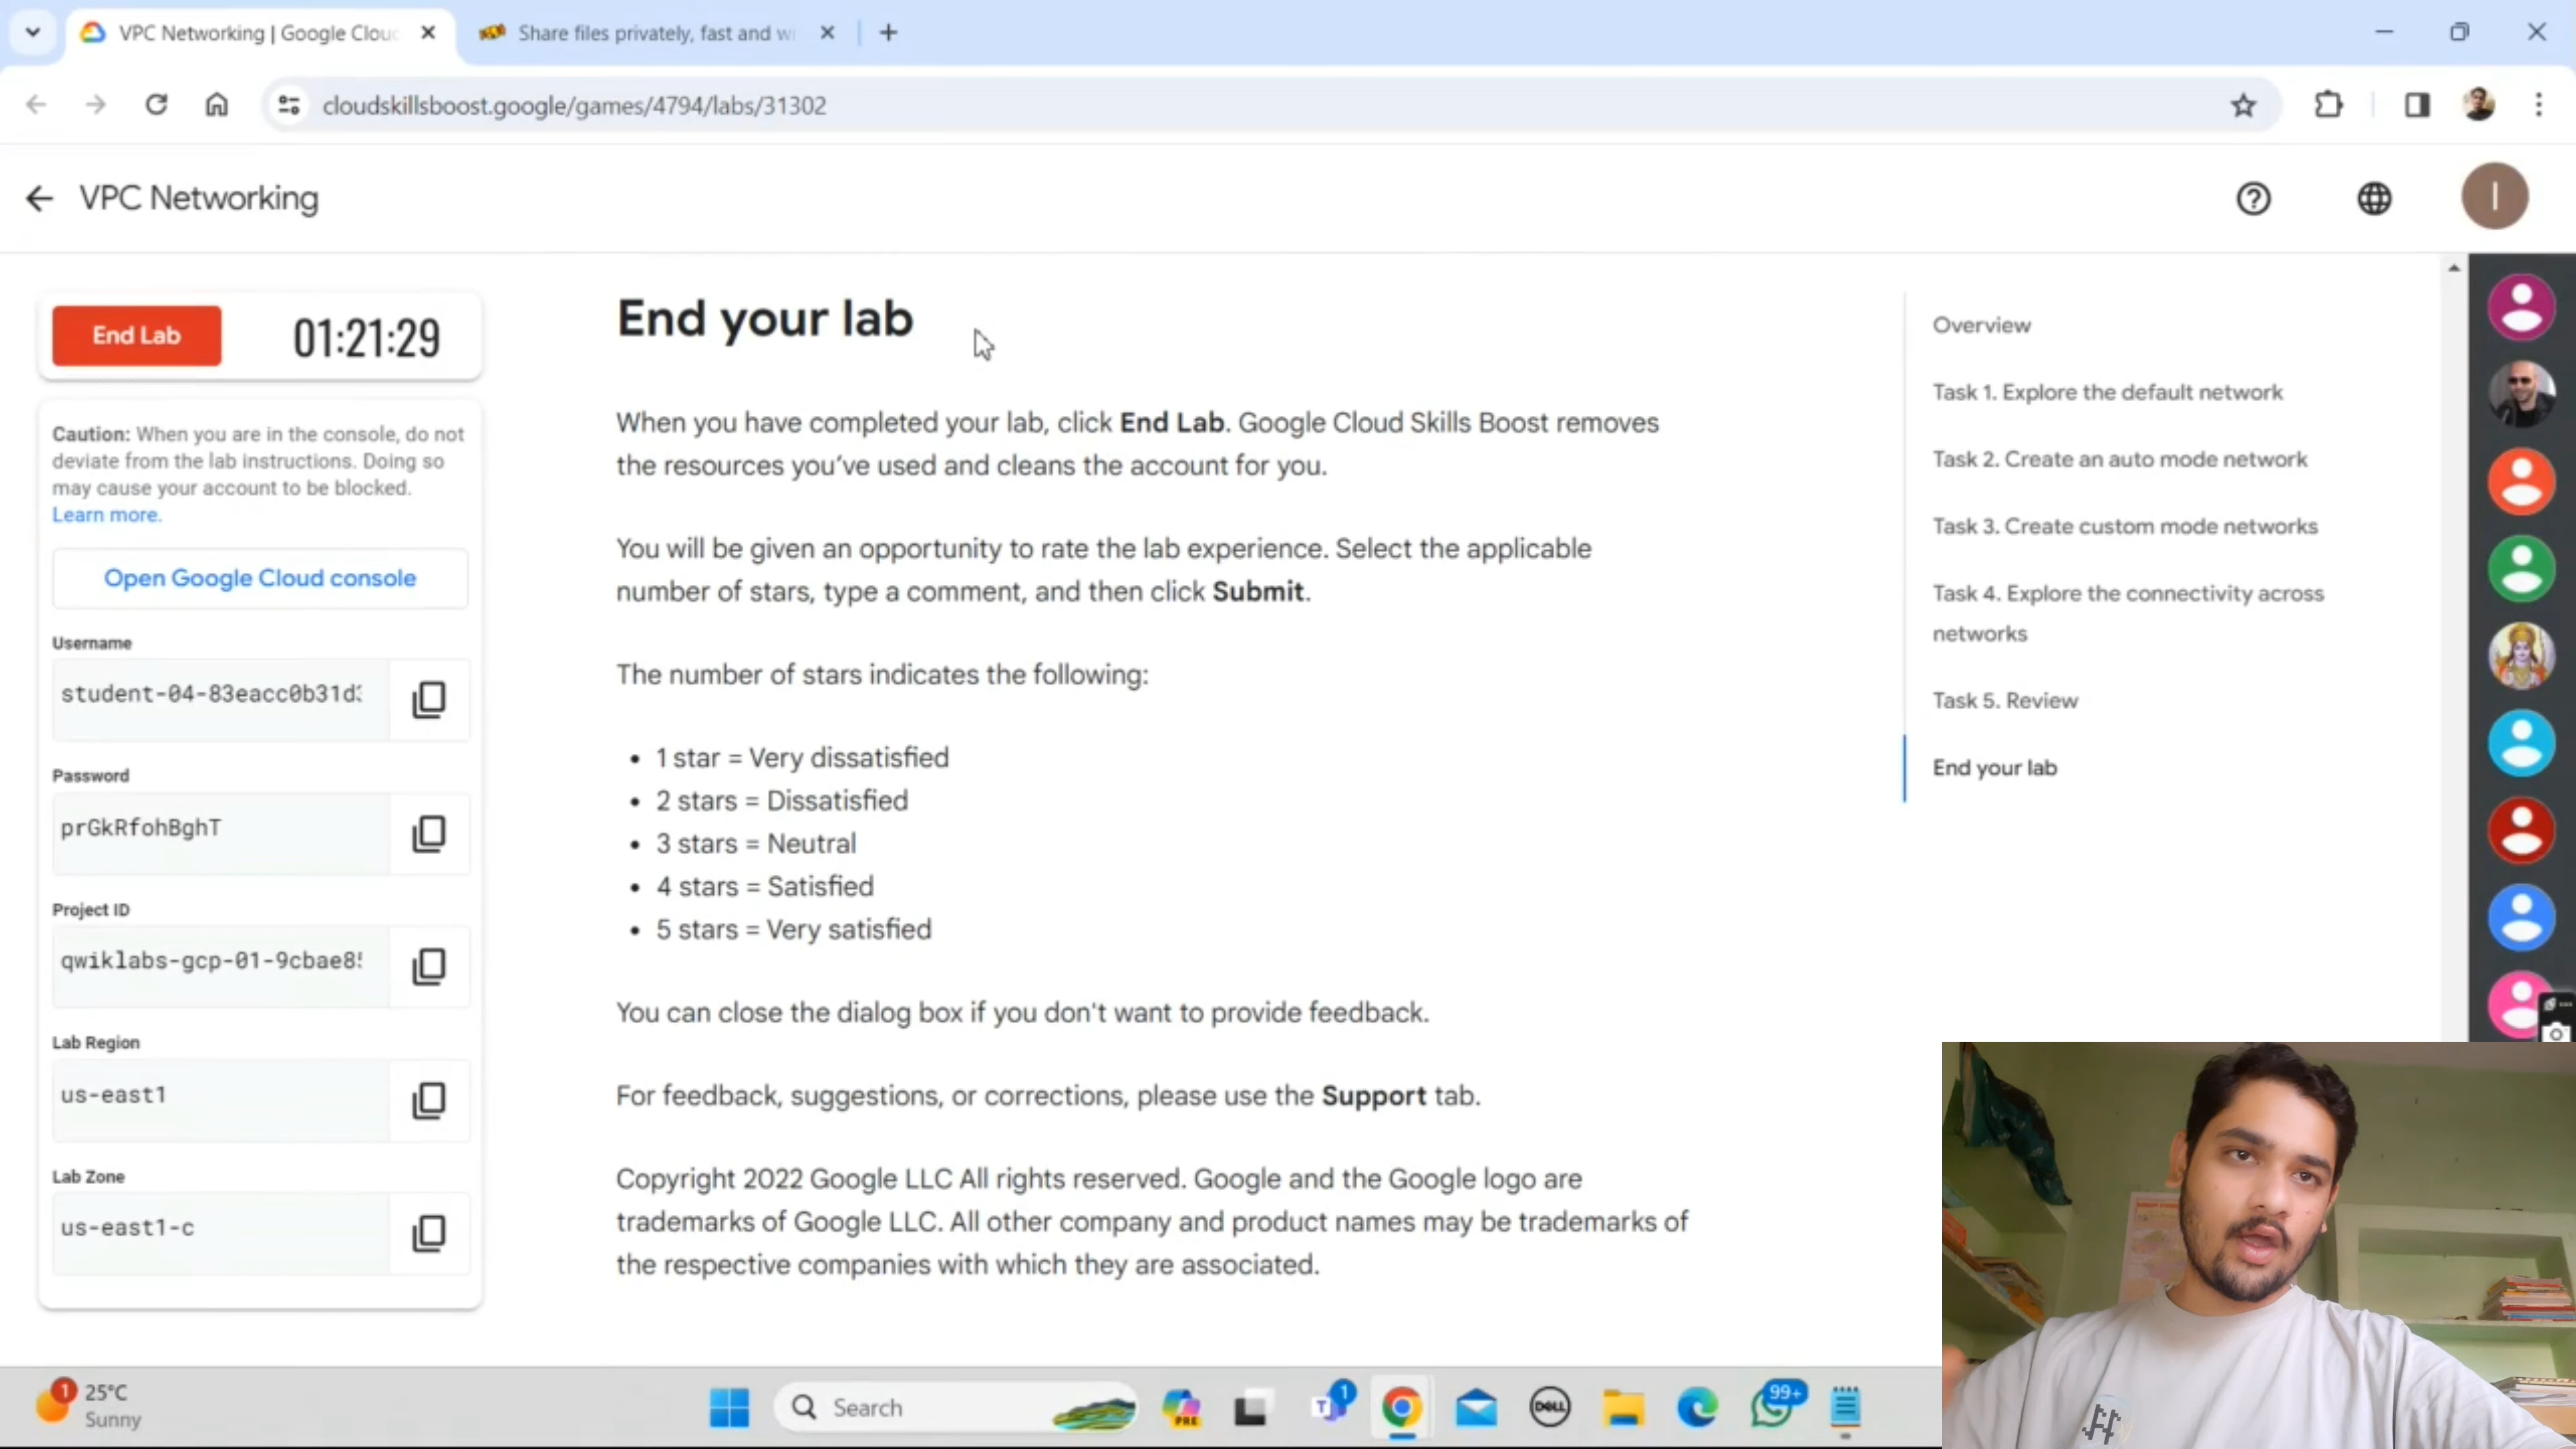 VPC Networking | Google Clou
Share files privately, fast and w
cloudskillsboost.google/games/4794/labs/31302
VPC Networking
I
End Lab
01:21:29
Caution: When you are in the console, do not
deviate from the lab instructions. Doing so
may cause your account to be blocked.
Learn more.
Open Google Cloud console
Username
student-04-83eacc0b31d
Password
prGkRfohBghT
Project ID
qwiklabs-gcp-01-9cbae8
Lab Region
us-east1
Lab Zone
us-east1-c
End your lab
When you have completed your lab, click End Lab. Google Cloud Skills Boost removes
the resources you’ve used and cleans the account for you.
You will be given an opportunity to rate the lab experience. Select the applicable
number of stars, type a comment, and then click Submit.
The number of stars indicates the following:
• 1 star = Very dissatisfied
• 2 stars = Dissatisfied
• 3 stars = Neutral
• 4 stars = Satisfied
• 5 stars = Very satisfied
You can close the dialog box if you don't want to provide feedback.
For feedback, suggestions, or corrections, please use the Support tab.
Copyright 2022 Google LLC All rights reserved. Google and the Google logo are
trademarks of Google LLC. All other company and product names may be trademarks of
the respective companies with which they are associated.
Overview
Task 1. Explore the default network
Task 2. Create an auto mode network
Task 3. Create custom mode networks
Task 4. Explore the connectivity across
networks
Task 5. Review
End your lab
1
25°C
Sunny
Search
PRE
T
1
DELL
99+